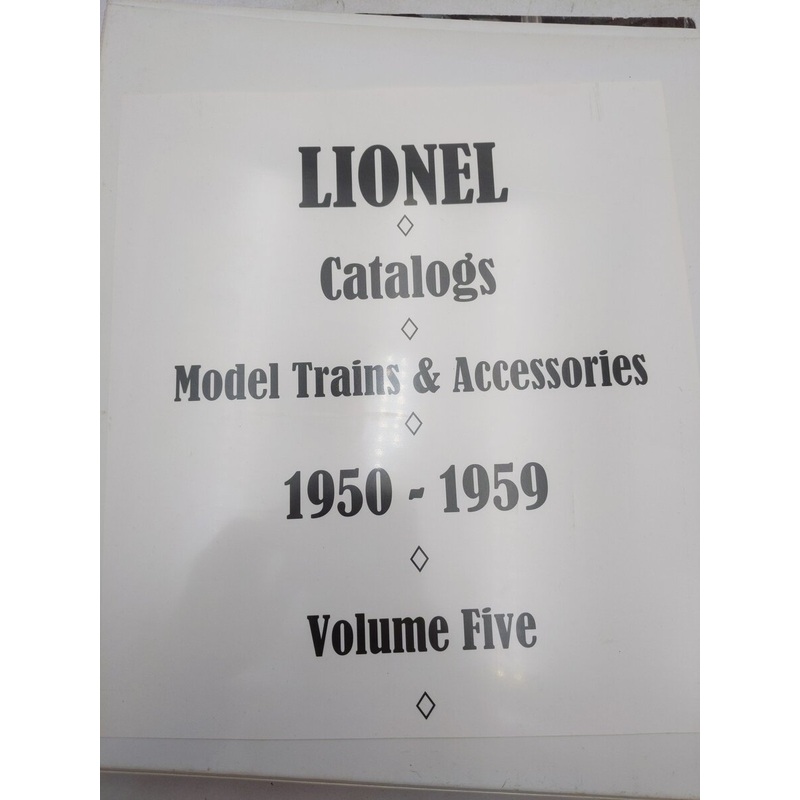 LIONEL
Catalogs
Model Trains & Accessories
1950 - 1959
Volume Five